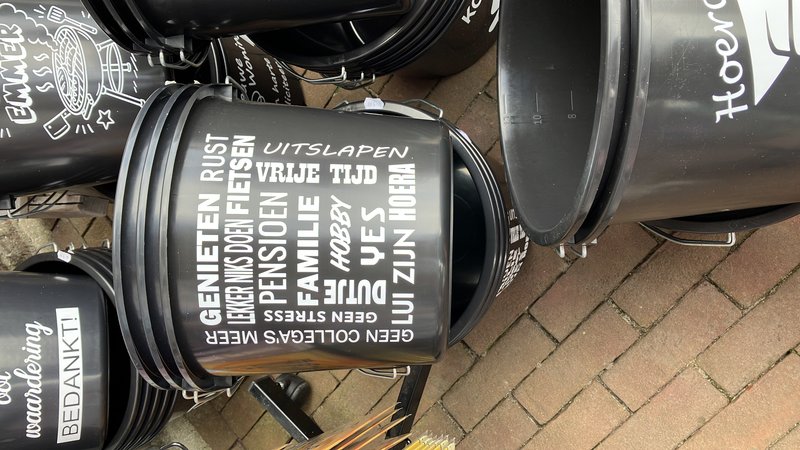 EMMER
UITSLAPEN
VRIJE TIJD
GENIETEN RUST
LEKKER NIKS DOEN FIETSEN
PENSIOEN
FAMILIE
HOBBY
YES
DUTJE
LUI ZIJN HOERA
GEEN STRESS
GEEN COLLEGA'S MEER
waardering
BEDANKT!
Hoera
10
8